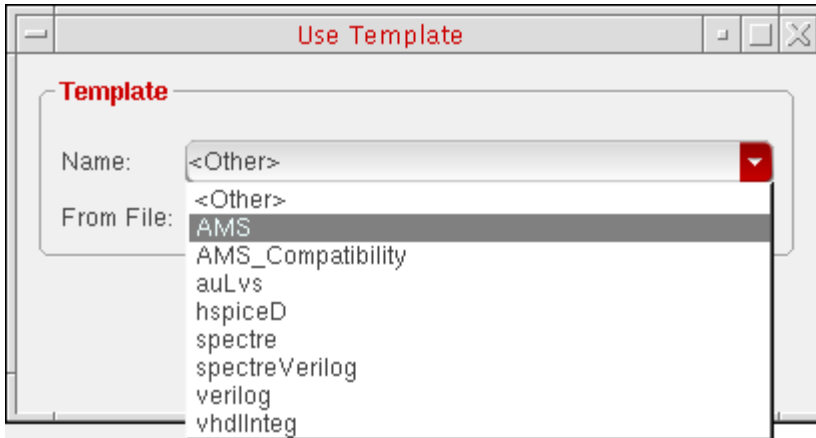 Use Template
Template
Name: <Other>
<Other>
From File: AMS
AMS_Compatibility
auLvs
hspiceD
spectre
spectreVerilog
verilog
vhdlInteg